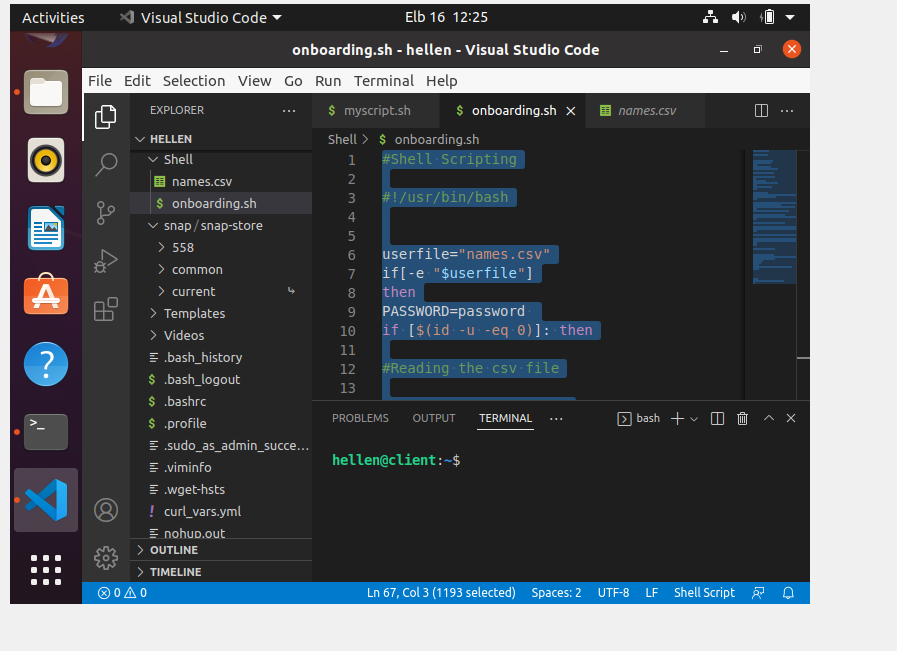 Activities Visual Studio Code Elb 16 12:25
onboarding.sh - hellen - Visual Studio Code
File Edit Selection View Go Run Terminal Help
EXPLORER ··· $ myscript.sh $ onboarding.sh names.csv ···
HELLEN
Shell > $ onboarding.sh
Shell
names.csv
$ onboarding.sh
snap / snap-store
558
common
current
Templates
Videos
.bash_history
$ .bash_logout
$ .bashrc
$ .profile
.sudo_as_admin_succe...
.viminfo
.wget-hsts
! curl_vars.yml
nohup.out
OUTLINE
TIMELINE
1 #Shell Scripting
2
3 #!/usr/bin/bash
4
5
6 userfile="names.csv"
7 if[-e "$userfile"]
8 then
9 PASSWORD=password
10 if [$(id -u -eq 0)]: then
11
12 #Reading the csv file
13
PROBLEMS OUTPUT TERMINAL ··· bash
hellen@client:~$
0 0 Ln 67, Col 3 (1193 selected) Spaces: 2 UTF-8 LF Shell Script